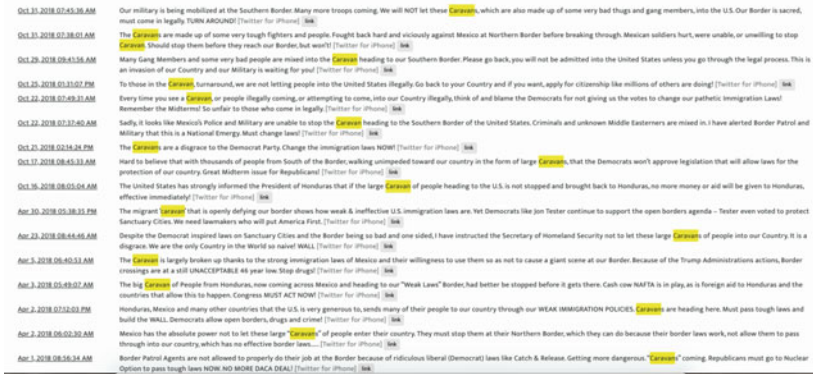 Oct 31, 2018 07:45:36 AM Our military is being mobilized at the Southern Border. Many more troops coming. We will NOT let these Caravans, which are also made up of some very bad thugs and gang members, into the U.S. Our Border is sacred,
must come in legally. TURN AROUND! [Twitter for iPhone] link
Oct 31, 2018 07:38:01 AM The Caravans are made up of some very tough fighters and people. Fought back hard and viciously against Mexico at Northern Border before breaking through. Mexican soldiers hurt, were unable, or unwilling to stop
Caravan. Should stop them before they reach our Border, but won't! [Twitter for iPhone] link
Oct 29, 2018 09:41:56 AM Many Gang Members and some very bad people are mixed into the Caravan heading to our Southern Border. Please go back, you will not be admitted into the United States unless you go through the legal process. This is
an invasion of our Country and our Military is waiting for you! [Twitter for iPhone] link
Oct 25, 2018 01:31:07 PM To those in the Caravan, turnaround, we are not letting people into the United States illegally. Go back to your Country and if you want, apply for citizenship like millions of others are doing! [Twitter for iPhone] link
Oct 22, 2018 07:49:31 AM Every time you see a Caravan, or people illegally coming, or attempting to come, into our Country illegally, think of and blame the Democrats for not giving us the votes to change our pathetic Immigration Laws!
Remember the Midterms! So unfair to those who come in legally. [Twitter for iPhone] link
Oct 22, 2018 07:37:40 AM Sadly, it looks like Mexico's Police and Military are unable to stop the Caravan heading to the Southern Border of the United States. Criminals and unknown Middle Easterners are mixed in. I have alerted Border Patrol and
Military that this is a National Emergy. Must change laws! [Twitter for iPhone] link
Oct 21, 2018 02:14:24 PM The Caravans are a disgrace to the Democrat Party. Change the immigration laws NOW! [Twitter for iPhone] link
Oct 17, 2018 08:45:33 AM Hard to believe that with thousands of people from South of the Border, walking unimpeded toward our country in the form of large Caravans, that the Democrats won't approve legislation that will allow laws for the
protection of our country. Great Midterm issue for Republicans! [Twitter for iPhone] link
Oct 16, 2018 08:05:04 AM The United States has strongly informed the President of Honduras that if the large Caravan of people heading to the U.S. is not stopped and brought back to Honduras, no more money or aid will be given to Honduras,
effective immediately! [Twitter for iPhone] link
Apr 30, 2018 05:38:35 PM The migrant 'caravan' that is openly defying our border shows how weak & ineffective U.S. immigration laws are. Yet Democrats like Jon Tester continue to support the open borders agenda – Tester even voted to protect
Sanctuary Cities. We need lawmakers who will put America First. [Twitter for iPhone] link
Apr 23, 2018 08:44:46 AM Despite the Democrat inspired laws on Sanctuary Cities and the Border being so bad and one sided, I have instructed the Secretary of Homeland Security not to let these large Caravans of people into our Country. It is a
disgrace. We are the only Country in the World so naive! WALL [Twitter for iPhone] link
Apr 5, 2018 06:40:53 AM The Caravan is largely broken up thanks to the strong immigration laws of Mexico and their willingness to use them so as not to cause a giant scene at our Border. Because of the Trump Administrations actions, Border
crossings are at a still UNACCEPTABLE 46 year low. Stop drugs! [Twitter for iPhone] link
Apr 3, 2018 05:49:07 AM The big Caravan of People from Honduras, now coming across Mexico and heading to our "Weak Laws" Border, had better be stopped before it gets there. Cash cow NAFTA is in play, as is foreign aid to Honduras and the
countries that allow this to happen. Congress MUST ACT NOW! [Twitter for iPhone] link
Apr 2, 2018 07:12:03 PM Honduras, Mexico and many other countries that the U.S. is very generous to, sends many of their people to our country through our WEAK IMMIGRATION POLICIES. Caravans are heading here. Must pass tough laws and
build the WALL. Democrats allow open borders, drugs and crime! [Twitter for iPhone] link
Apr 2, 2018 06:02:30 AM Mexico has the absolute power not to let these large "Caravans" of people enter their country. They must stop them at their Northern Border, which they can do because their border laws work, not allow them to pass
through into our country, which has no effective border laws..... [Twitter for iPhone] link
Apr 1, 2018 08:56:34 AM Border Patrol Agents are not allowed to properly do their job at the Border because of ridiculous liberal (Democrat) laws like Catch & Release. Getting more dangerous. "Caravans" coming. Republicans must go to Nuclear
Option to pass tough laws NOW. NO MORE DACA DEAL! [Twitter for iPhone] link